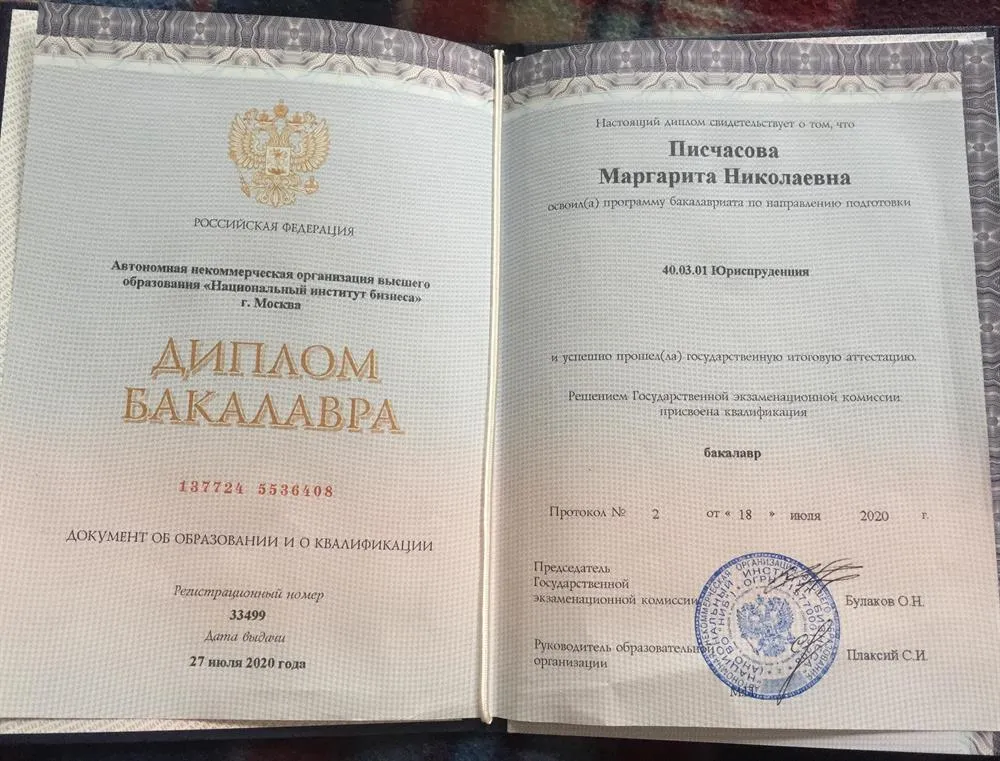 РОССИЙСКАЯ ФЕДЕРАЦИЯ
Автономная некоммерческая организация высшего
образования «Национальный институт бизнеса»
г. Москва
ДИПЛОМ
БАКАЛАВРА
137724 5536408
ДОКУМЕНТ ОБ ОБРАЗОВАНИИ И О КВАЛИФИКАЦИИ
Регистрационный номер
33499
Дата выдачи
27 июля 2020 года
Настоящий диплом свидетельствует о том, что
Писчасова
Маргарита Николаевна
освоил(а) программу бакалавриата по направлению подготовки
40.03.01 Юриспруденция
и успешно прошел(ла) государственную итоговую аттестацию.
Решением Государственной экзаменационной комиссии
присвоена квалификация
бакалавр
Протокол № 2 от « 18 » июля 2020 г.
Председатель
Государственной
экзаменационной комиссии Булаков О.Н.
Руководитель образовательной
организации Плаксий С.И.
М.П.